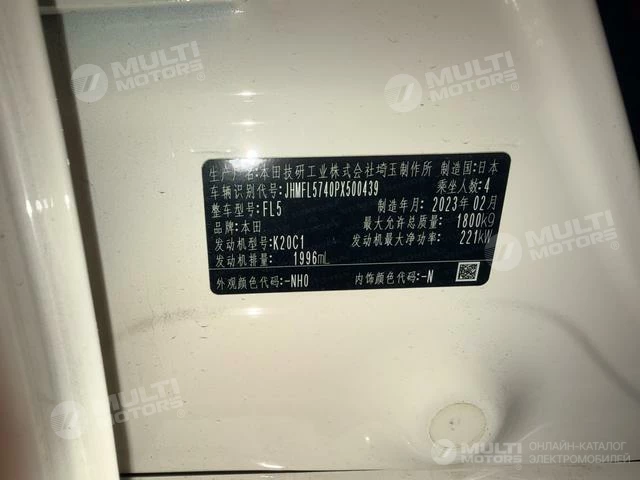 MULTI MOTORS®
MULTI MOTORS®
生产厂名:本田技研工业株式会社埼玉制作所 制造国:日本
车辆识别代号:JHMFL5740PX500439 乘坐人数:4
整车型号:FL5 制造年月:2023年02月
品牌:本田 最大允许总质量: 1800kg
发动机型号:K20C1 发动机最大净功率: 221kW
发动机排量: 1996mL
外观颜色代码:-NH0 内饰颜色代码:-N
MULTI MOTORS
MULTI MOTORS®
MULTI MOTORS®
ОНЛАЙН-КАТАЛОГ
ЭЛЕКТРОМОБИЛЕЙ